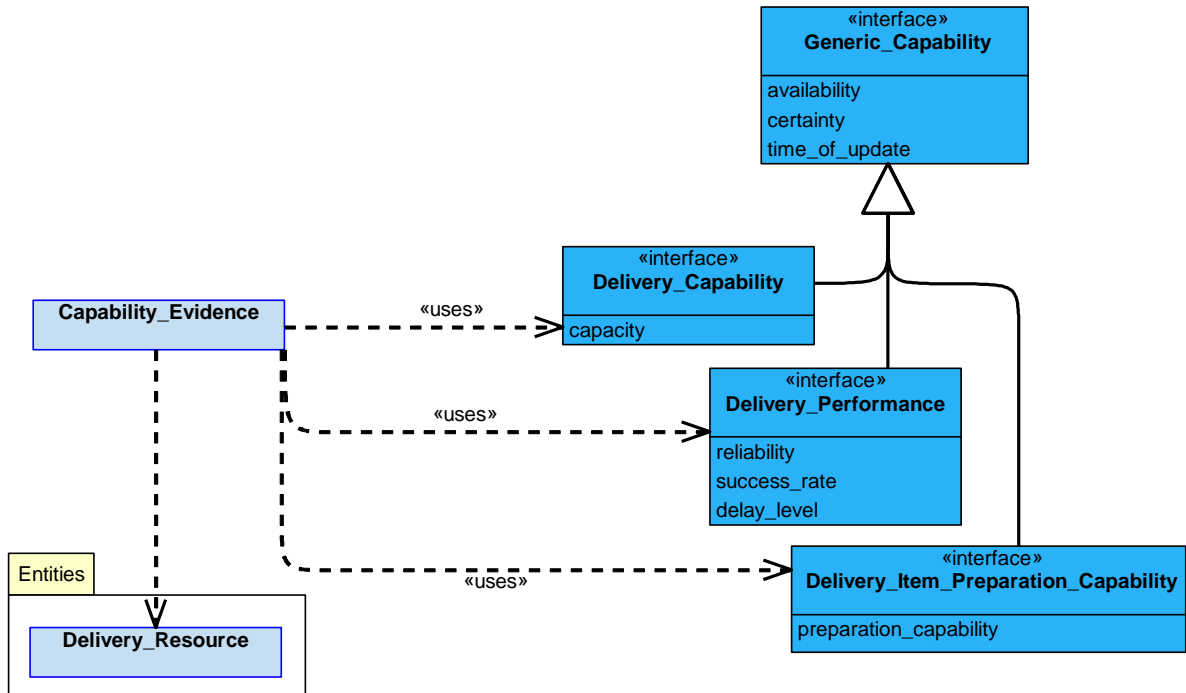 «interface»
Generic_Capability
availability
certainty
time_of_update
«interface»
Delivery_Capability
capacity
Capability_Evidence
«uses»
«interface»
Delivery_Performance
reliability
success_rate
delay_level
«uses»
«interface»
Delivery_Item_Preparation_Capability
preparation_capability
«uses»
Entities
Delivery_Resource